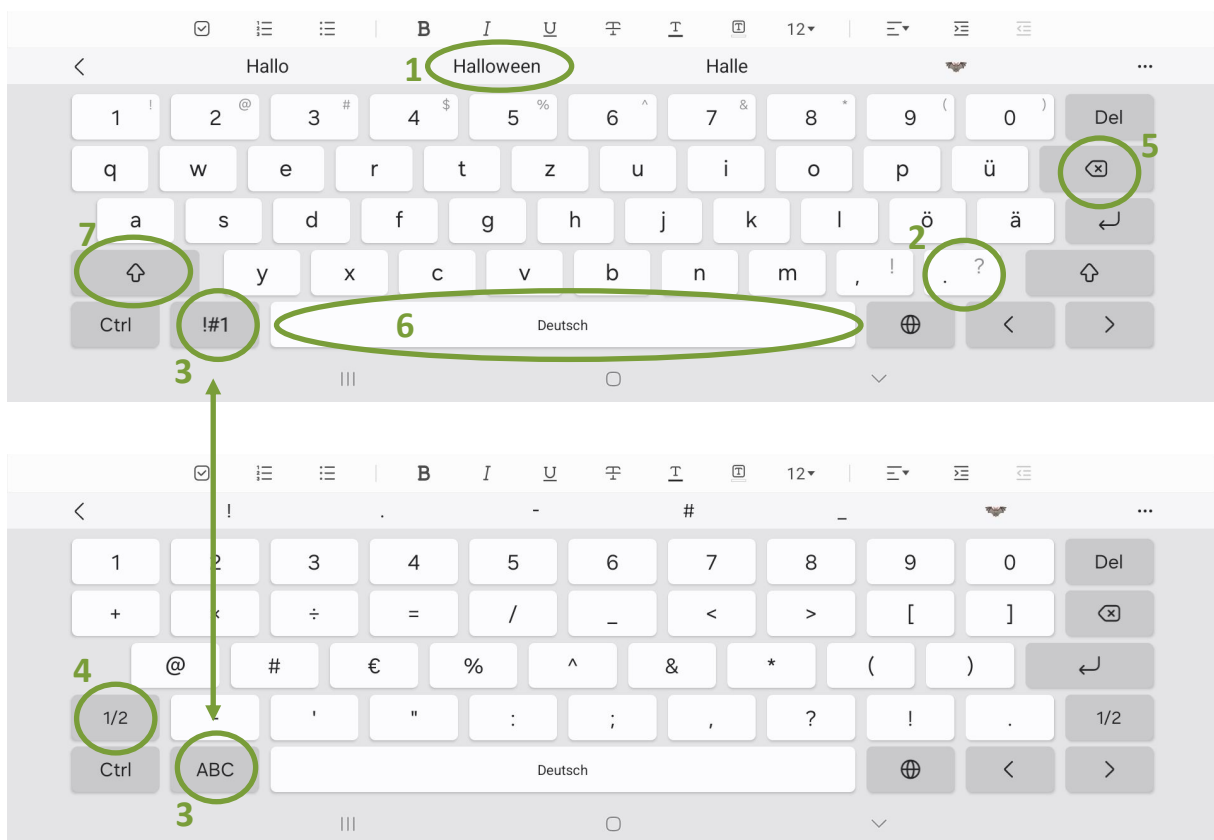 B I U T T T 12
Hallo 1 Halloween Halle ...
1 ! 2 @ 3 # 4 $ 5 % 6 ^ 7 & 8 * 9 ( 0 ) Del
q w e r t z u i o p ü 5
7 a s d f g h j k l ö ä
y x c v b n m , ! . ? 2
Ctrl !#1 6 Deutsch < >
3
B I U T T T 12
! . - # _ ...
1 2 3 4 5 6 7 8 9 0 Del
+ × ÷ = / _ < > [ ]
4 @ # € % ^ & * ( )
1/2 - ' " : ; , ? ! . 1/2
Ctrl ABC Deutsch < >
3